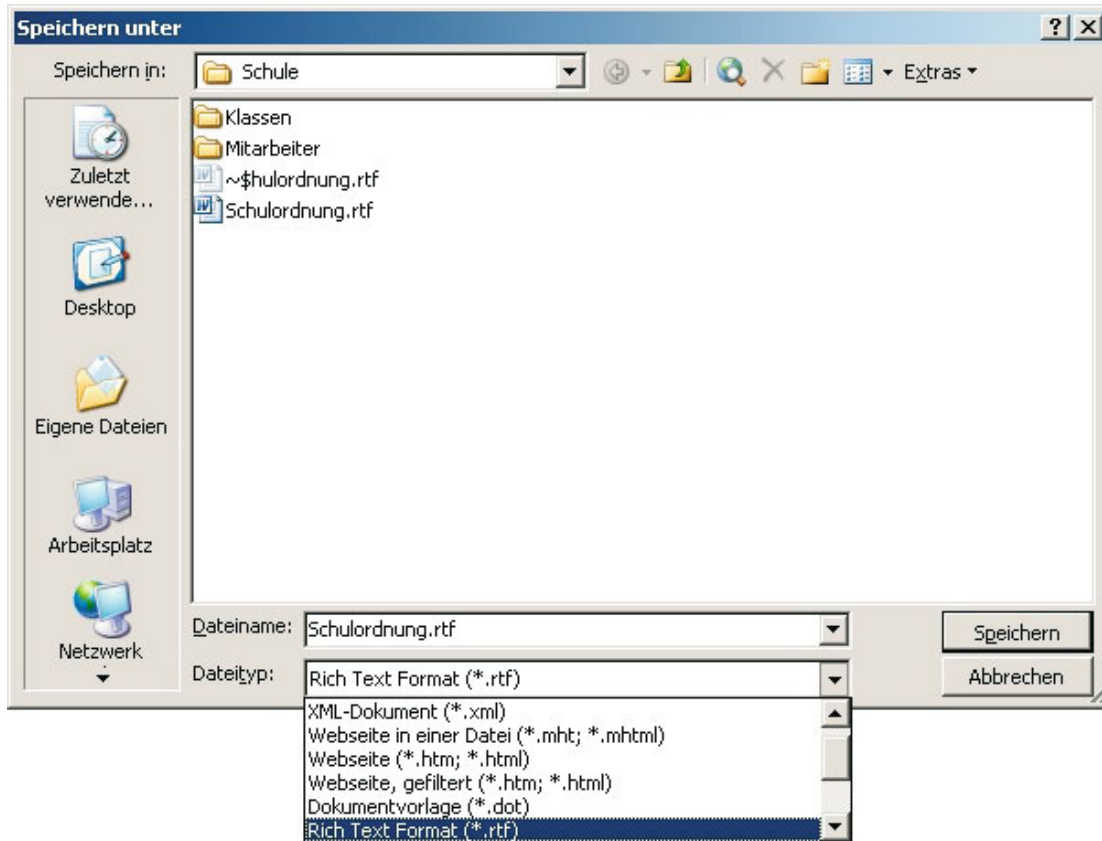 Speichern unter
Speichern in: Schule Extras
Klassen
Mitarbeiter
~$hulordnung.rtf
Schulordnung.rtf
Zuletzt
verwende...
Desktop
Eigene Dateien
Arbeitsplatz
Netzwerk
Dateiname: Schulordnung.rtf Speichern
Dateityp: Rich Text Format (*.rtf) Abbrechen
XML-Dokument (*.xml)
Webseite in einer Datei (*.mht; *.mhtml)
Webseite (*.htm; *.html)
Webseite, gefiltert (*.htm; *.html)
Dokumentvorlage (*.dot)
Rich Text Format (*.rtf)